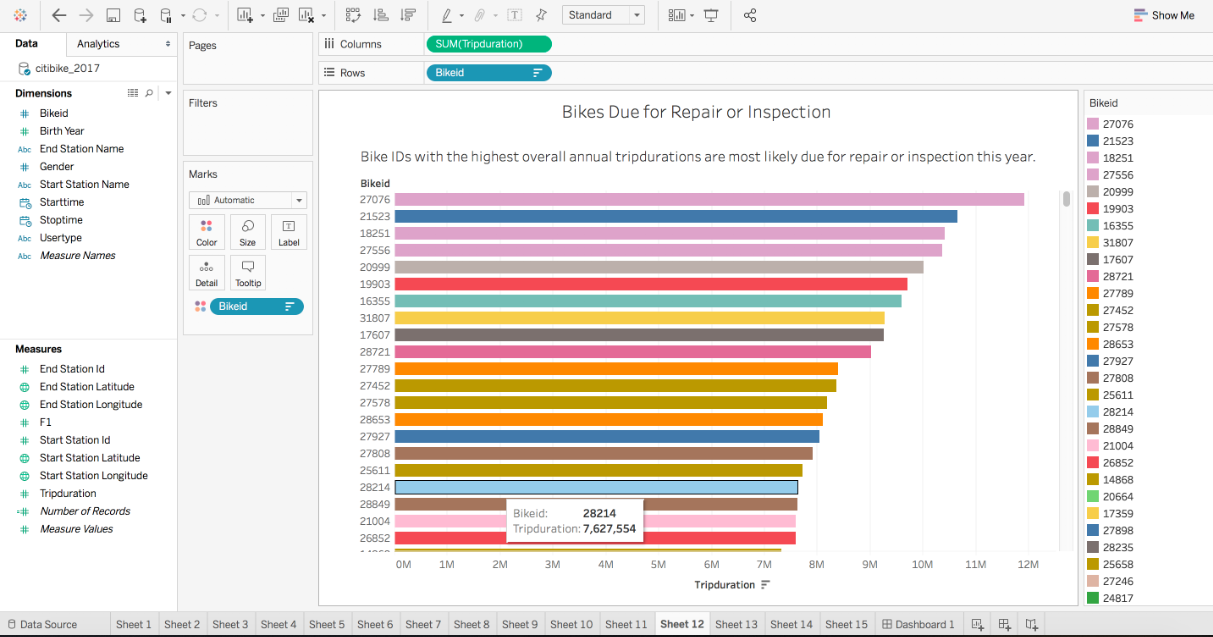 Standard
Show Me
Data
Analytics
citibike_2017
Dimensions
Bikeid
Birth Year
Abc End Station Name
Gender
Abc Start Station Name
Starttime
Stoptime
Abc Usertype
Abc Measure Names
Measures
End Station Id
End Station Latitude
End Station Longitude
F1
Start Station Id
Start Station Latitude
Start Station Longitude
Tripduration
Number of Records
Measure Values
Pages
Filters
Marks
Automatic
Color
Size
Label
Detail
Tooltip
Bikeid
Columns
SUM(Tripduration)
Rows
Bikeid
Bikes Due for Repair or Inspection
Bike IDs with the highest overall annual tripdurations are most likely due for repair or inspection this year.
Bikeid
27076
21523
18251
27556
20999
19903
16355
31807
17607
28721
27789
27452
27578
28653
27927
27808
25611
28214
28849
21004
26852
Bikeid: 28214
Tripduration: 7,627,554
0M 1M 2M 3M 4M 5M 6M 7M 8M 9M 10M 11M 12M
Tripduration
Bikeid
27076
21523
18251
27556
20999
19903
16355
31807
17607
28721
27789
27452
27578
28653
27927
27808
25611
28214
28849
21004
26852
14868
20664
17359
27898
28235
25658
27246
24817
Data Source
Sheet 1
Sheet 2
Sheet 3
Sheet 4
Sheet 5
Sheet 6
Sheet 7
Sheet 8
Sheet 9
Sheet 10
Sheet 11
Sheet 12
Sheet 13
Sheet 14
Sheet 15
Dashboard 1